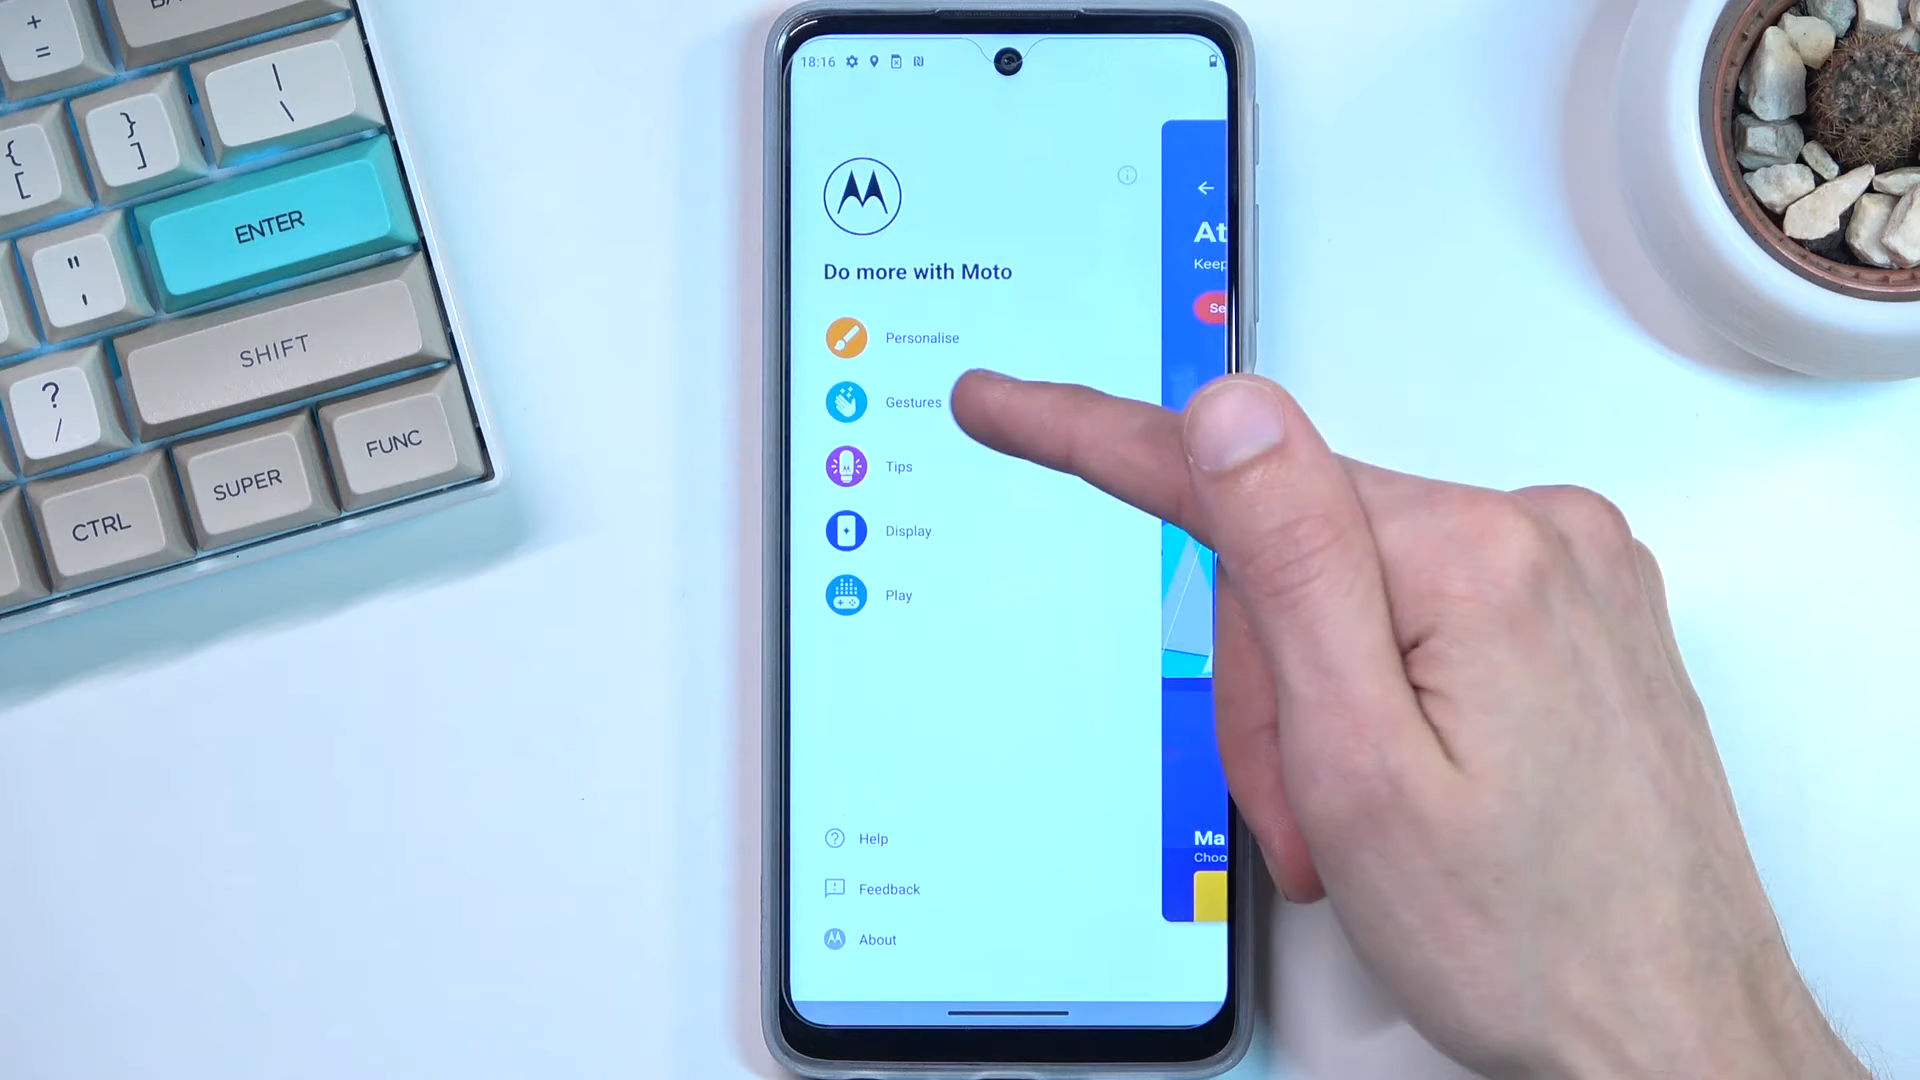 +
=
|
\
}
]
{
[
ENTER
"
'
SHIFT
?
/
FUNC
SUPER
CTRL
18:16
Do more with Moto
Personalise
Gestures
Tips
Display
Play
Help
Feedback
About
At
Keep
Se
Ma
Choo